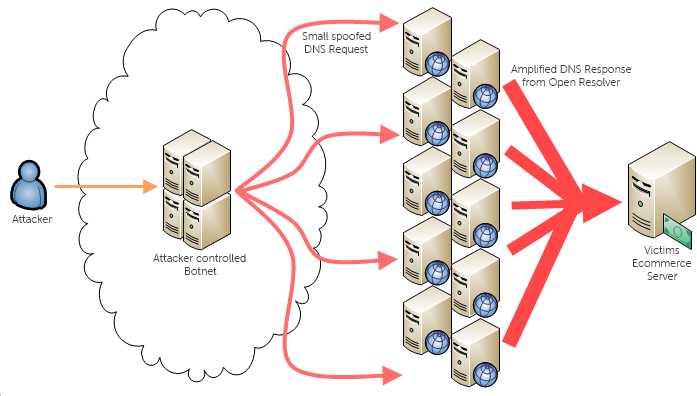 Small spoofed
DNS Request
Amplified DNS Response
from Open Resolver
Attacker
Attacker controlled
Botnet
Victims
Ecommerce
Server